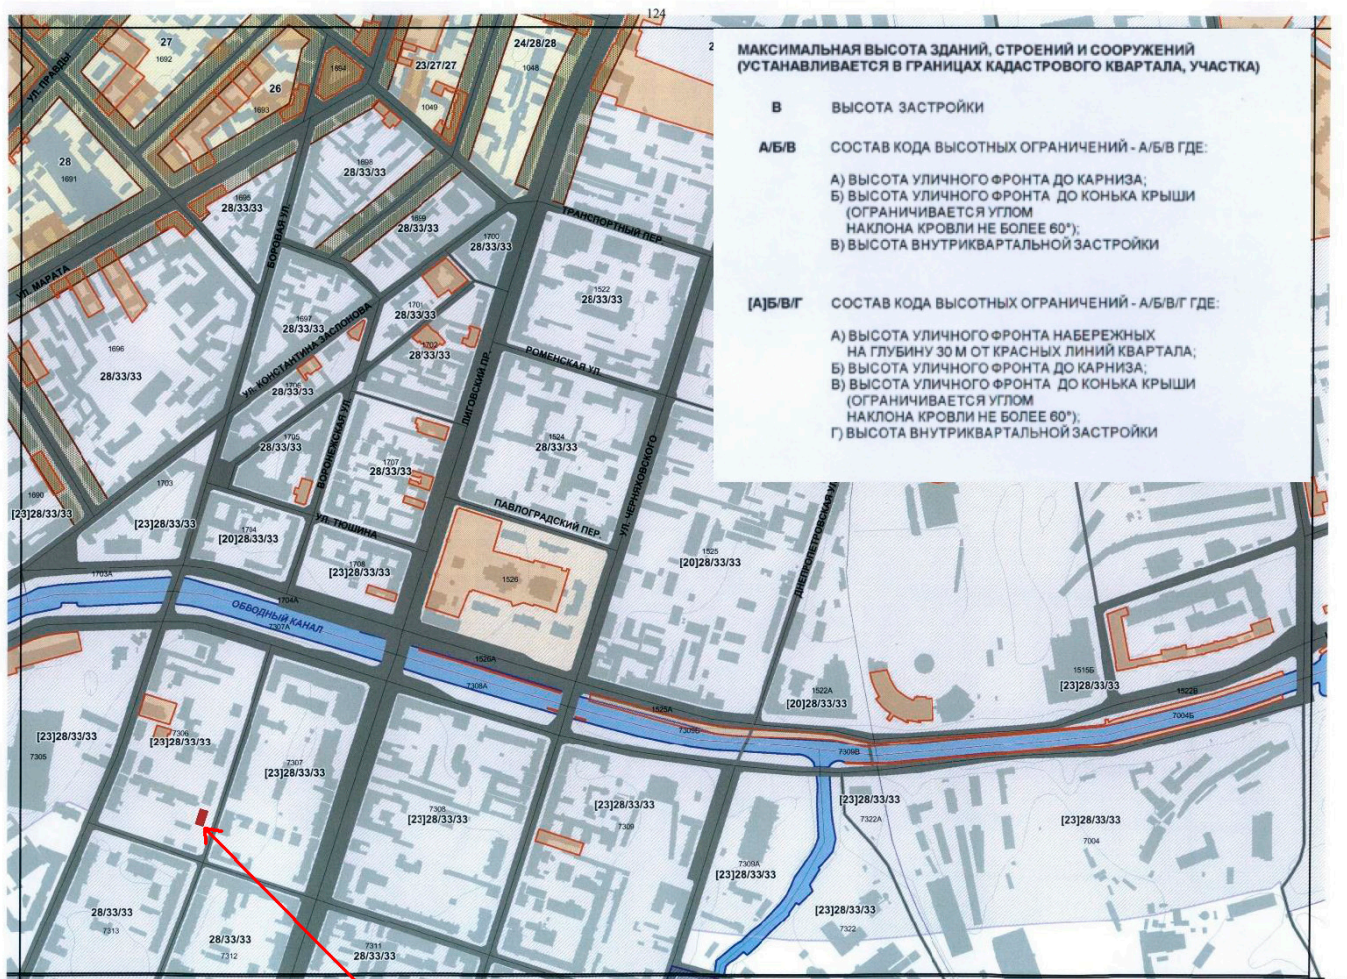 124
МАКСИМАЛЬНАЯ ВЫСОТА ЗДАНИЙ, СТРОЕНИЙ И СООРУЖЕНИЙ
(УСТАНАВЛИВАЕТСЯ В ГРАНИЦАХ КАДАСТРОВОГО КВАРТАЛА, УЧАСТКА)
В ВЫСОТА ЗАСТРОЙКИ
А/Б/В СОСТАВ КОДА ВЫСОТНЫХ ОГРАНИЧЕНИЙ - А/Б/В ГДЕ:
А) ВЫСОТА УЛИЧНОГО ФРОНТА ДО КАРНИЗА;
Б) ВЫСОТА УЛИЧНОГО ФРОНТА ДО КОНЬКА КРЫШИ
(ОГРАНИЧИВАЕТСЯ УГЛОМ
НАКЛОНА КРОВЛИ НЕ БОЛЕЕ 60°);
В) ВЫСОТА ВНУТРИКВАРТАЛЬНОЙ ЗАСТРОЙКИ
[А]Б/В/Г СОСТАВ КОДА ВЫСОТНЫХ ОГРАНИЧЕНИЙ - А/Б/В/Г ГДЕ:
А) ВЫСОТА УЛИЧНОГО ФРОНТА НАБЕРЕЖНЫХ
НА ГЛУБИНУ 30 М ОТ КРАСНЫХ ЛИНИЙ КВАРТАЛА;
Б) ВЫСОТА УЛИЧНОГО ФРОНТА ДО КАРНИЗА;
В) ВЫСОТА УЛИЧНОГО ФРОНТА ДО КОНЬКА КРЫШИ
(ОГРАНИЧИВАЕТСЯ УГЛОМ
НАКЛОНА КРОВЛИ НЕ БОЛЕЕ 60°);
Г) ВЫСОТА ВНУТРИКВАРТАЛЬНОЙ ЗАСТРОЙКИ
27
1692
24/28/28
1048
2
УЛ. ПРАВДЫ
1694
23/27/27
26
1693
1049
28
1691
1698
28/33/33
1695
28/33/33
БОРОВАЯ УЛ.
1699
28/33/33
1700
28/33/33
ТРАНСПОРТНЫЙ ПЕР.
УЛ. МАРАТА
1522
28/33/33
1701
28/33/33
1697
28/33/33
УЛ. КОНСТАНТИНА ЗАСЛОНОВА
1702
28/33/33
1696
28/33/33
1706
28/33/33
РОМЕНСКАЯ УЛ.
ЛИГОВСКИЙ ПР.
1705
28/33/33
ВОРОНЕЖСКАЯ УЛ.
1524
28/33/33
1707
28/33/33
УЛ. ЧЕРНЯХОВСКОГО
1690
[23]28/33/33
1703
[23]28/33/33
1704
[20]28/33/33
УЛ. ТЮШИНА
ПАВЛОГРАДСКИЙ ПЕР.
ДНЕПРОПЕТРОВСКАЯ УЛ.
1708
[23]28/33/33
1525
[20]28/33/33
1526
1703А
1704А
ОБВОДНЫЙ КАНАЛ
7307А
1526А
7308А
1525А
1522А
[20]28/33/33
1515Б
[23]28/33/33
1522В
7004Б
7309Б
7309В
[23]28/33/33
7305
7306
[23]28/33/33
7307
[23]28/33/33
7308
[23]28/33/33
[23]28/33/33
7309
[23]28/33/33
7322А
[23]28/33/33
7004
7309А
[23]28/33/33
28/33/33
7313
28/33/33
7312
7311
28/33/33
[23]28/33/33
7322